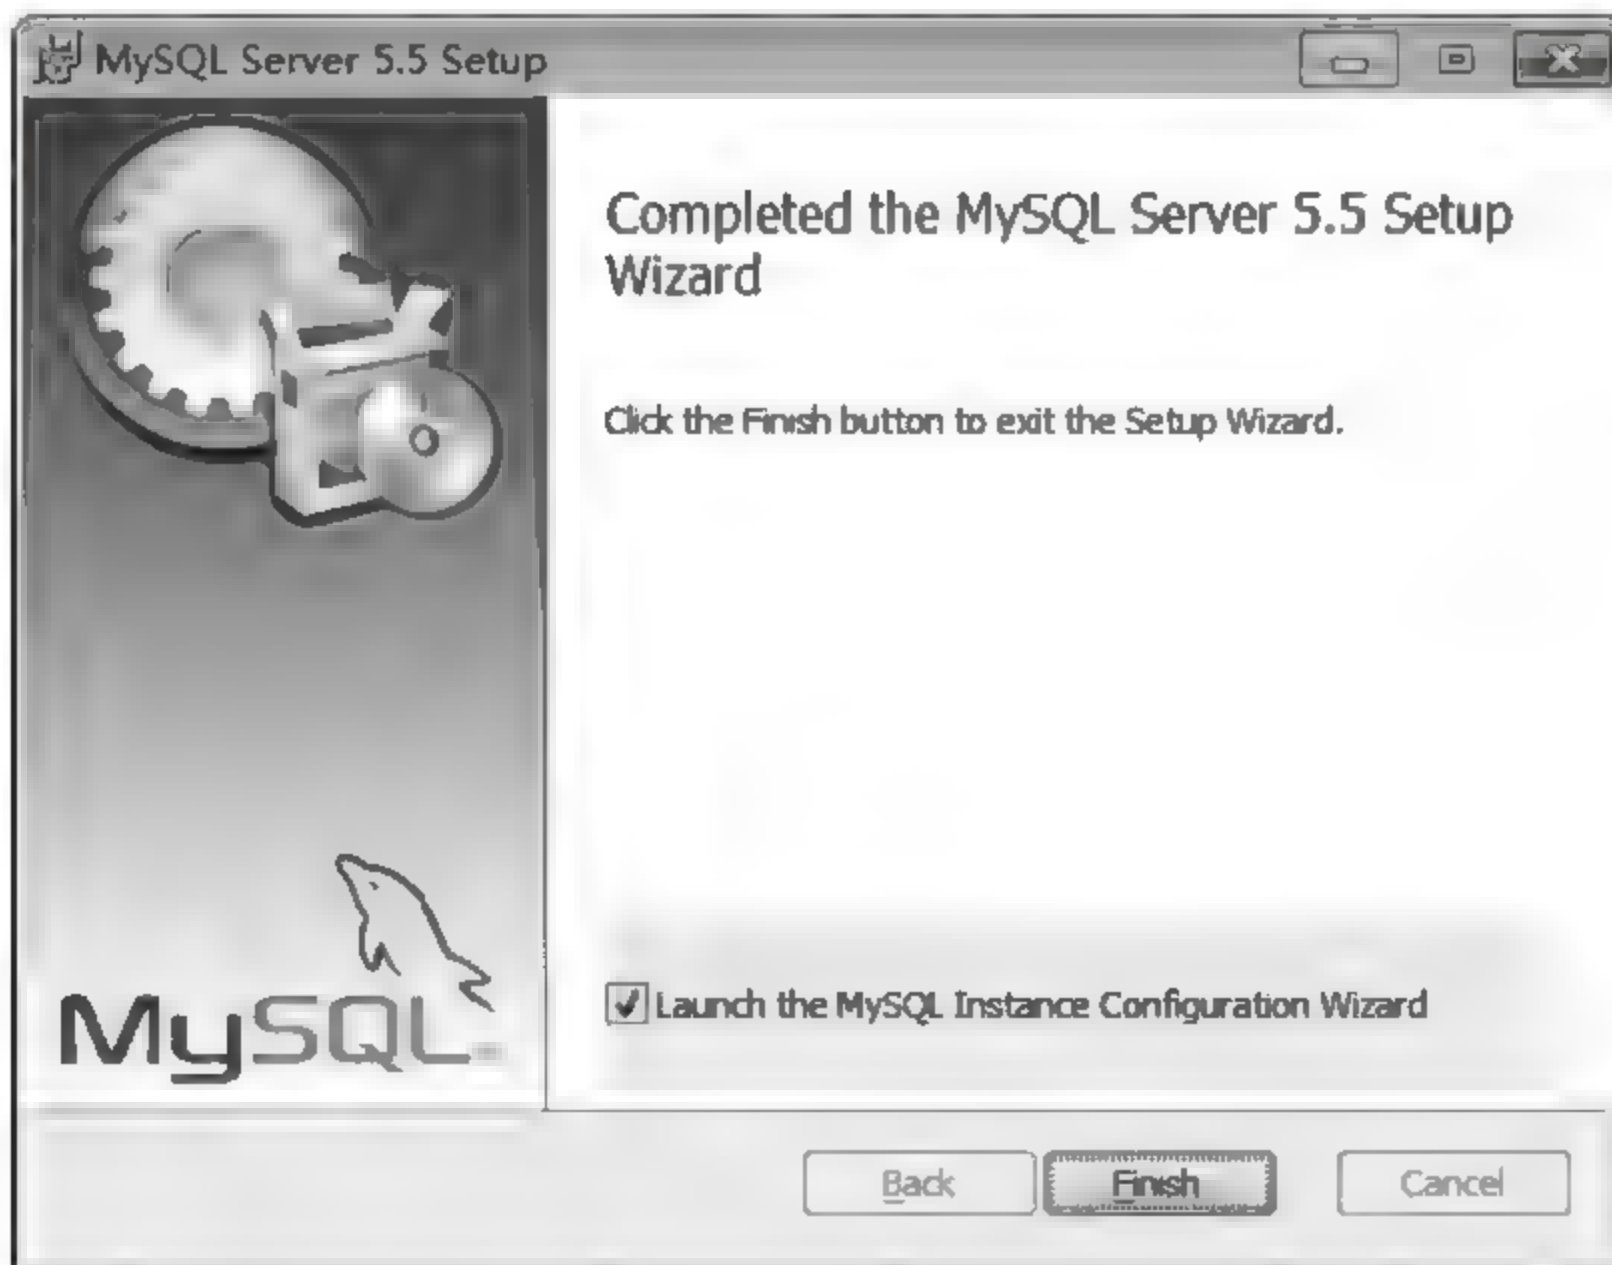 MySQL Server 5.5 Setup
Completed the MySQL Server 5.5 Setup
Wizard
Click the Finish button to exit the Setup Wizard.
Launch the MySQL Instance Configuration Wizard
MySQL
Back
Finish
Cancel